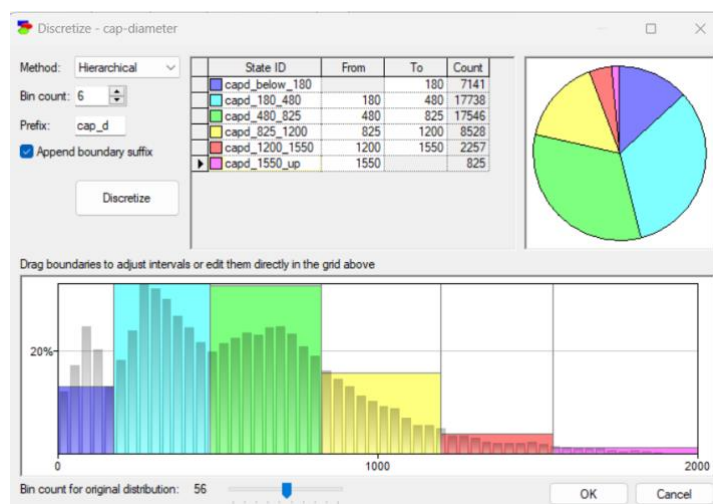 Discretize - cap-diameter
Method: Hierarchical
Bin count: 6
Prefix: cap_d
Append boundary suffix
Discretize
State ID From To Count
capd_below_180 180 7141
capd_180_480 180 480 17738
capd_480_825 480 825 17546
capd_825_1200 825 1200 8528
capd_1200_1550 1200 1550 2257
capd_1550_up 1550 825
Drag boundaries to adjust intervals or edit them directly in the grid above
20%
0 1000 2000
Bin count for original distribution: 56
OK Cancel